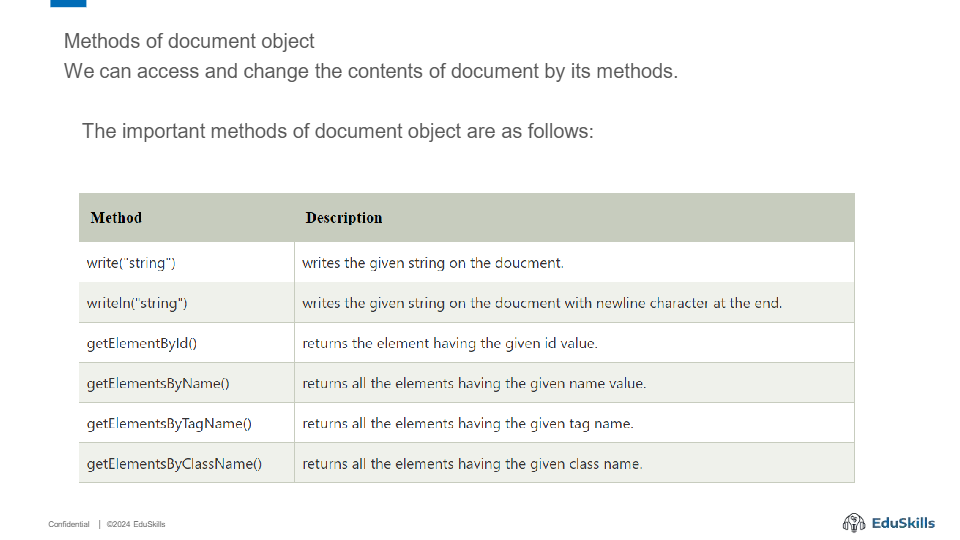 Methods of document object
We can access and change the contents of document by its methods.
The important methods of document object are as follows:
Method Description
write("string") writes the given string on the doucment.
writeln("string") writes the given string on the doucment with newline character at the end.
getElementById() returns the element having the given id value.
getElementsByName() returns all the elements having the given name value.
getElementsByTagName() returns all the elements having the given tag name.
getElementsByClassName() returns all the elements having the given class name.
Confidential | ©2024 EduSkills
EduSkills